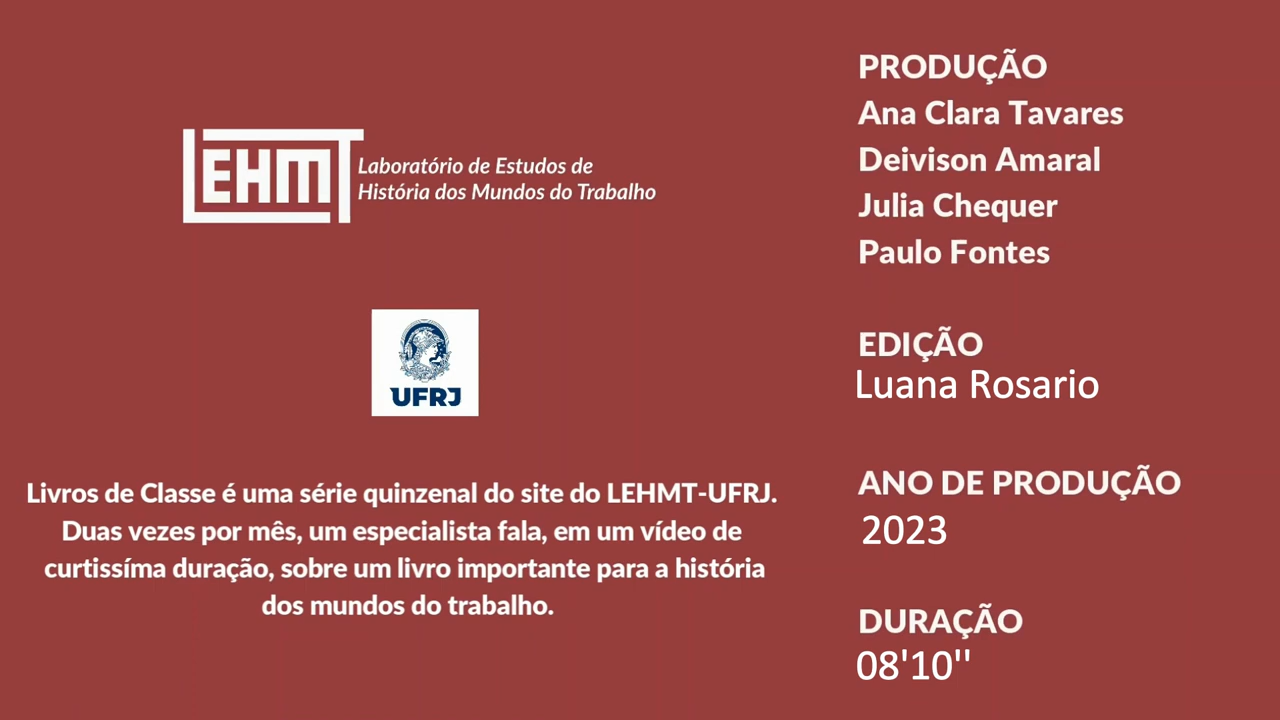 LEHMT
Laboratório de Estudos de
História dos Mundos do Trabalho
UFRJ
Livros de Classe é uma série quinzenal do site do LEHMT-UFRJ.
Duas vezes por mês, um especialista fala, em um vídeo de
curtissíma duração, sobre um livro importante para a história
dos mundos do trabalho.
PRODUÇÃO
Ana Clara Tavares
Deivison Amaral
Julia Chequer
Paulo Fontes
EDIÇÃO
Luana Rosario
ANO DE PRODUÇÃO
2023
DURAÇÃO
08'10''